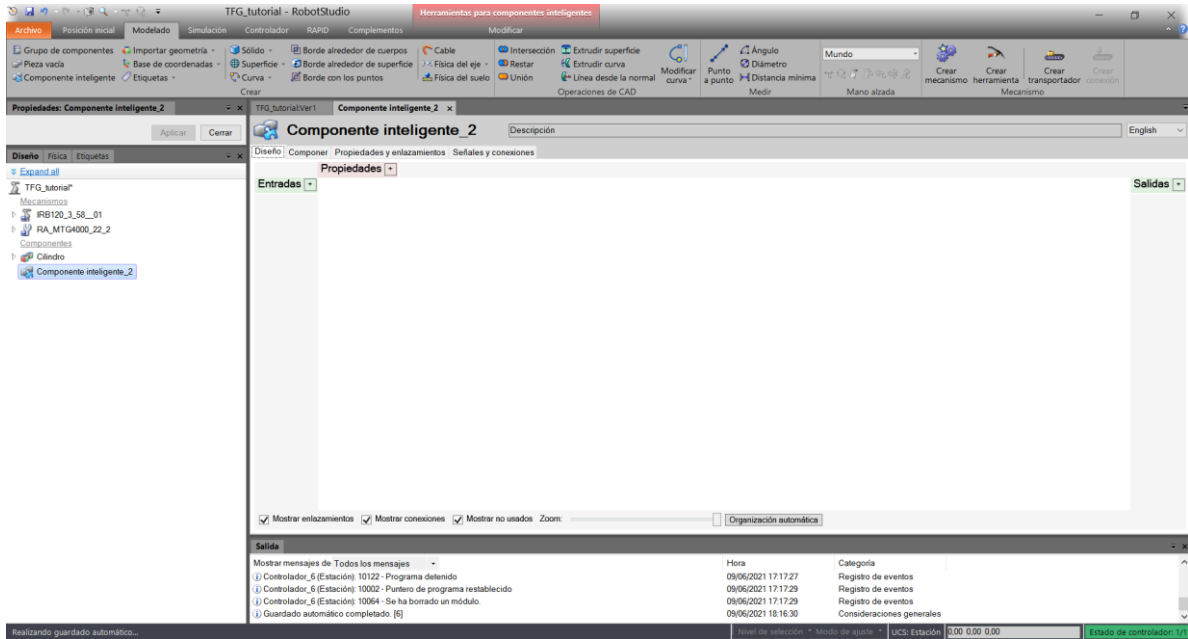 TFG_tutorial - RobotStudio
Herramientas para componentes inteligentes
Archivo Posición inicial Modelado Simulación Controlador RAPID Complementos Modificar
Grupo de componentes Importar geometría Sólido Borde alrededor de cuerpos Cable Intersección Extrudir superficie Ángulo Mundo
Pieza vacía Base de coordenadas Superficie Borde alrededor de superficie Física del eje Restar Extrudir curva Modificar curva Punto a punto Diámetro Crear mecanismo Crear herramienta Crear transportador Crear conexión
Componente inteligente Etiquetas Curva Borde con los puntos Física del suelo Unión Línea desde la normal Distancia mínima
Crear Operaciones de CAD Medir Mano alzada Mecanismo
Propiedades: Componente inteligente_2 TFG_tutorial:Ver1 Componente inteligente_2
Aplicar Cerrar Componente inteligente_2 Descripción English
Diseño Física Etiquetas Diseño Componer Propiedades y enlazamientos Señales y conexiones
Expand all Propiedades +
TFG_tutorial* Entradas + Salidas +
Mecanismos
IRB120_3_58__01
RA_MTG4000_22_2
Componentes
Cilindro
Componente inteligente_2
Mostrar enlazamientos Mostrar conexiones Mostrar no usados Zoom: Organización automática
Salida
Mostrar mensajes de Todos los mensajes Hora Categoría
Controlador_6 (Estación): 10122 - Programa detenido 09/06/2021 17:17:27 Registro de eventos
Controlador_6 (Estación): 10002 - Puntero de programa restablecido 09/06/2021 17:17:29 Registro de eventos
Controlador_6 (Estación): 10064 - Se ha borrado un módulo. 09/06/2021 17:17:29 Registro de eventos
Guardado automático completado. [6] 09/06/2021 18:16:30 Consideraciones generales
Realizando guardado automático... Nivel de selección Modo de ajuste UCS: Estación 0,00 0,00 0,00 Estado de controlador: 1/1